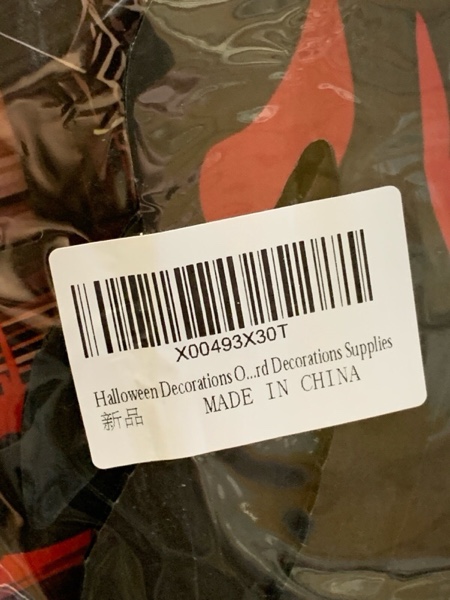 X00493X30T
Halloween Decorations O...rd Decorations Supplies
新品
MADE IN CHINA